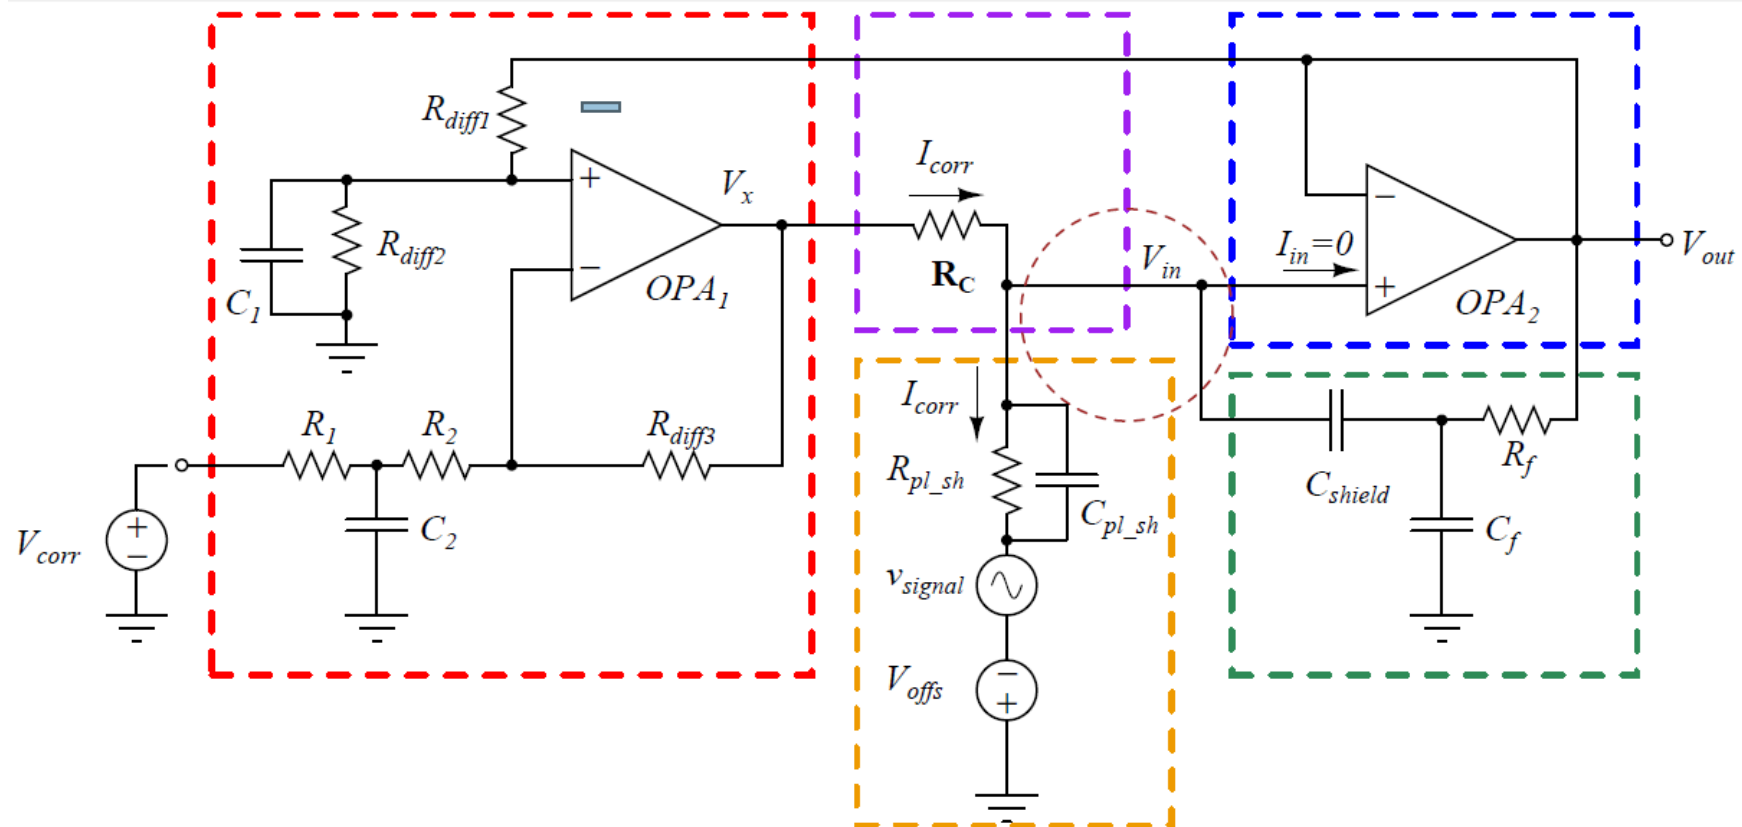 R_diff1
I_corr
V_x
+
V_in
I_in=0
−
V_out
R_diff2
−
OPA_1
R_C
+
OPA_2
C_1
R_1
R_2
R_diff3
I_corr
R_pl_sh
R_f
C_shield
V_corr
+
−
C_2
C_pl_sh
C_f
v_signal
V_offs
−
+